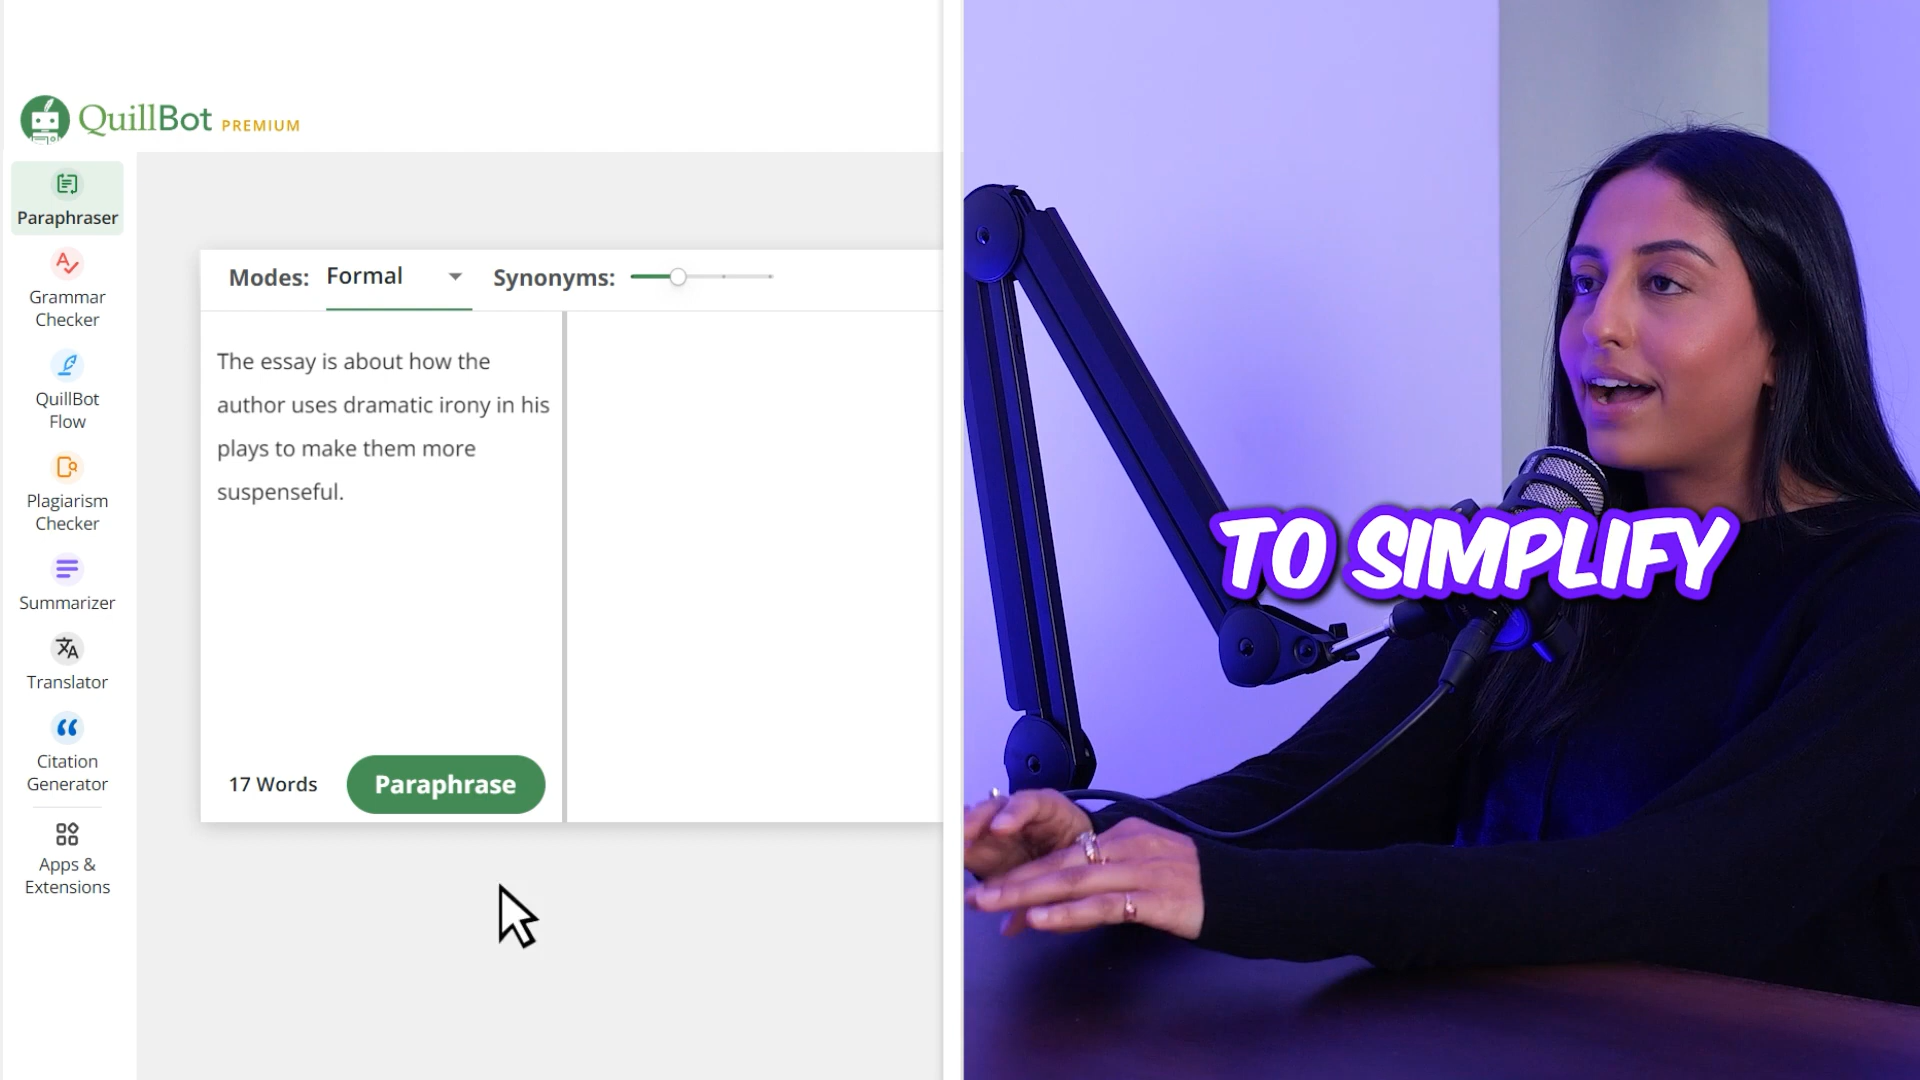 QuillBot PREMIUM
Paraphraser
Grammar
Checker
QuillBot
Flow
Plagiarism
Checker
Summarizer
Translator
Citation
Generator
Apps &
Extensions
Modes: Formal Synonyms:
The essay is about how the
author uses dramatic irony in his
plays to make them more
suspenseful.
17 Words Paraphrase
TO SIMPLIFY